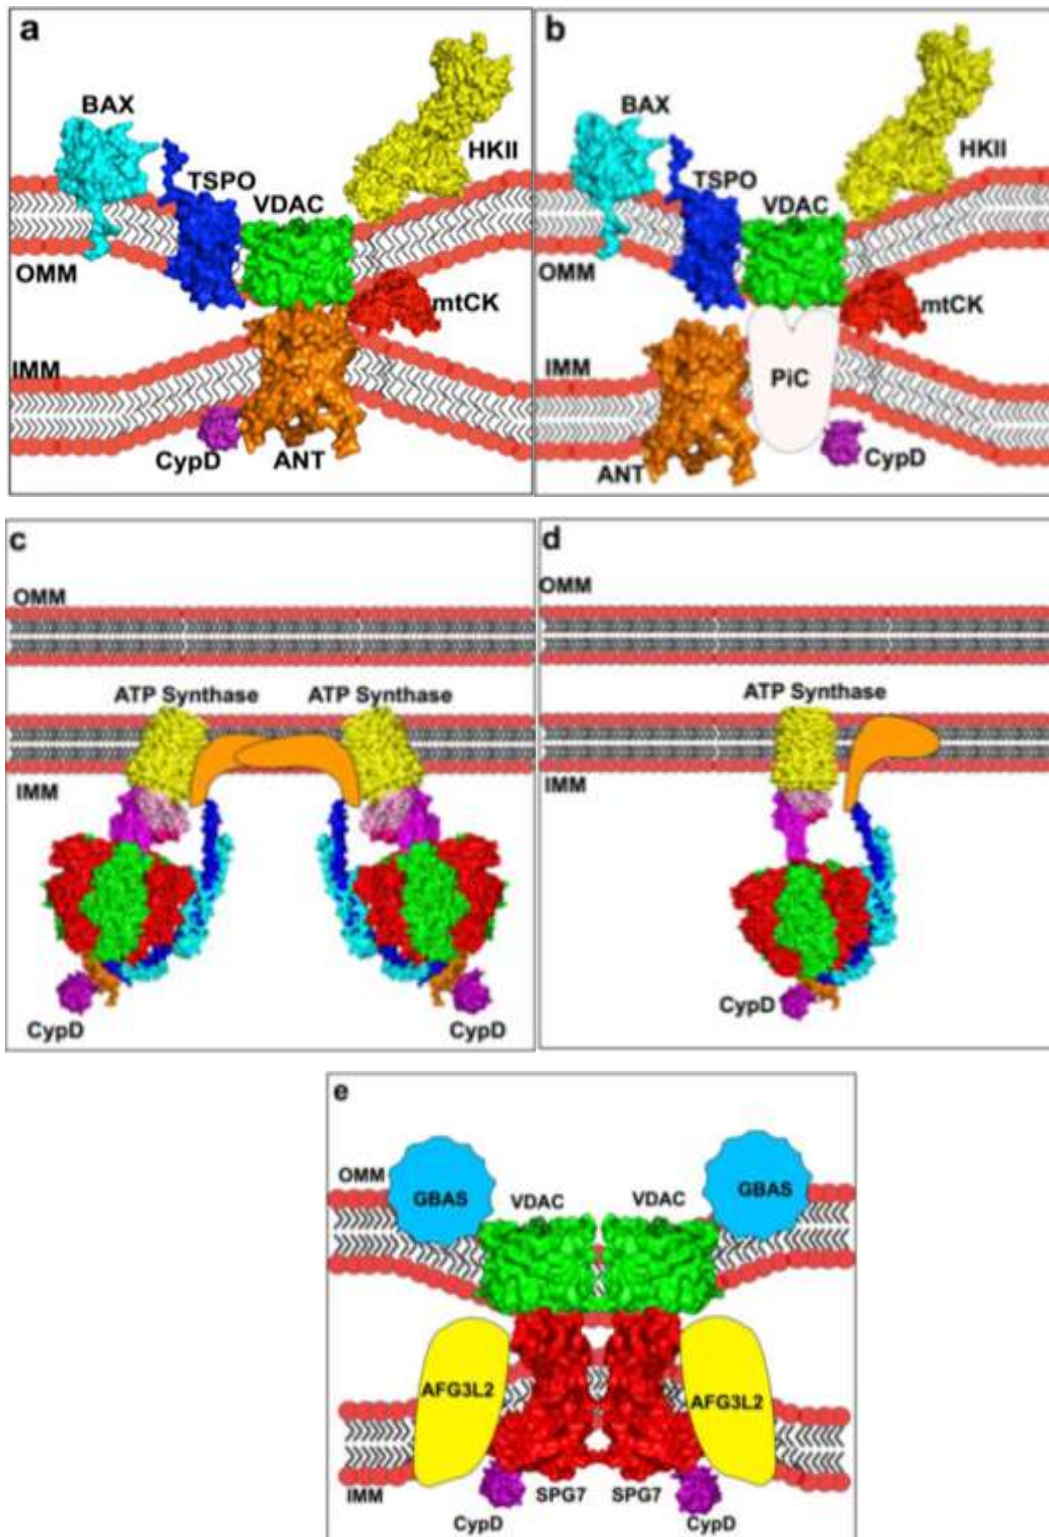 a
BAX
HKII
TSPO
VDAC
OMM
mtCK
IMM
CypD
ANT
b
BAX
HKII
TSPO
VDAC
OMM
mtCK
IMM
PiC
ANT
CypD
c
OMM
ATP Synthase
ATP Synthase
IMM
CypD
CypD
d
OMM
ATP Synthase
IMM
CypD
e
OMM
GBAS
GBAS
VDAC
VDAC
AFG3L2
AFG3L2
IMM
SPG7
SPG7
CypD
CypD